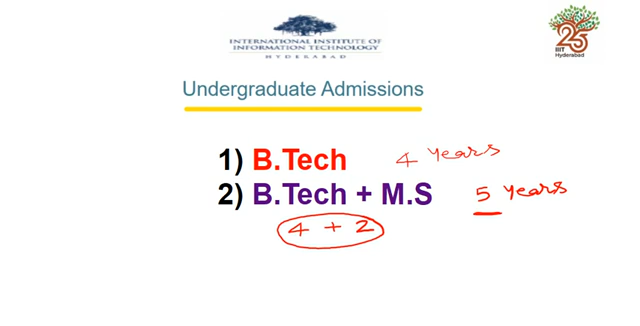 INTERNATIONAL INSTITUTE OF
INFORMATION TECHNOLOGY
HYDERABAD
25
IIIT
Hyderabad
Undergraduate Admissions
1) B.Tech 4 Years
2) B.Tech + M.S 5 Years
4 + 2